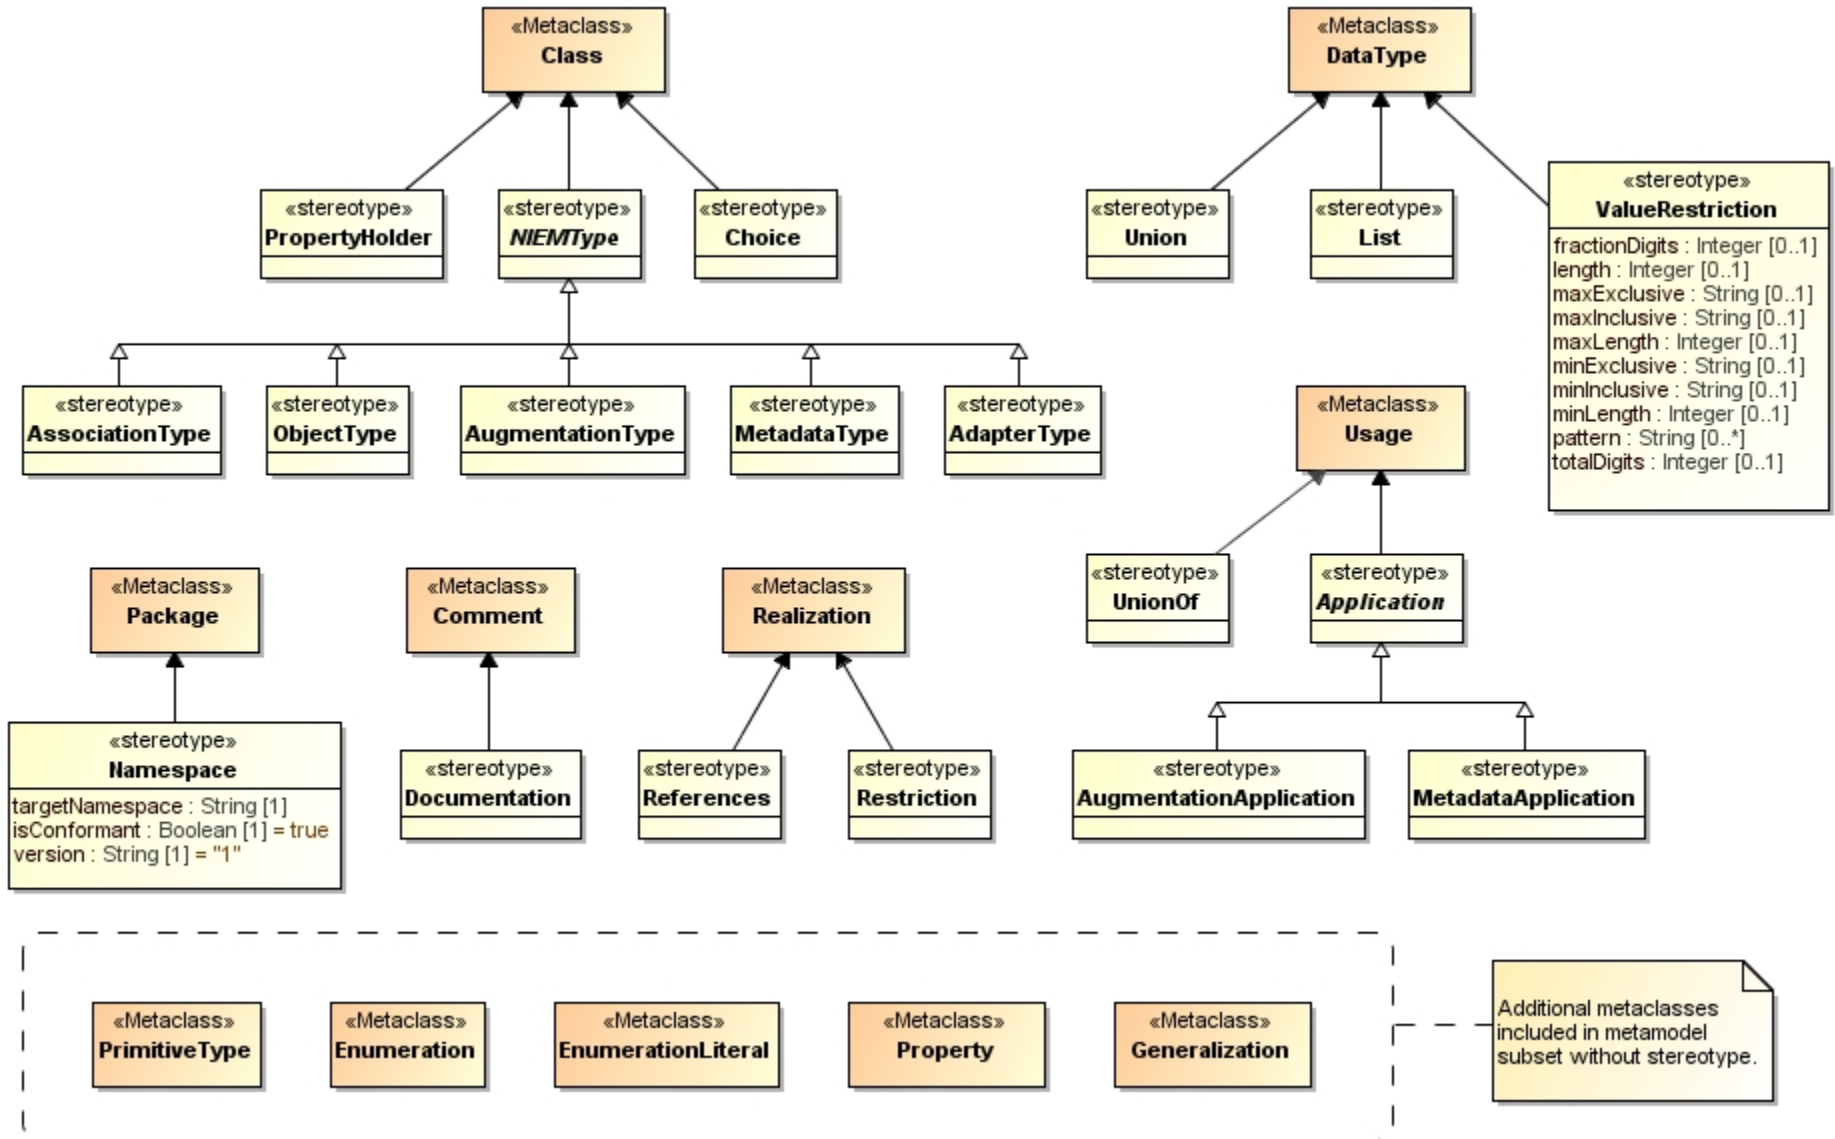 «Metaclass»
Class
«Metaclass»
DataType
«stereotype»
PropertyHolder
«stereotype»
NIEMType
«stereotype»
Choice
«stereotype»
Union
«stereotype»
List
«stereotype»
ValueRestriction
fractionDigits : Integer [0..1]
length : Integer [0..1]
maxExclusive : String [0..1]
maxInclusive : String [0..1]
maxLength : Integer [0..1]
minExclusive : String [0..1]
minInclusive : String [0..1]
minLength : Integer [0..1]
pattern : String [0..*]
totalDigits : Integer [0..1]
«stereotype»
AssociationType
«stereotype»
ObjectType
«stereotype»
AugmentationType
«stereotype»
MetadataType
«stereotype»
AdapterType
«Metaclass»
Usage
«Metaclass»
Package
«Metaclass»
Comment
«Metaclass»
Realization
«stereotype»
UnionOf
«stereotype»
Application
«stereotype»
Namespace
targetNamespace : String [1]
isConformant : Boolean [1] = true
version : String [1] = "1"
«stereotype»
Documentation
«stereotype»
References
«stereotype»
Restriction
«stereotype»
AugmentationApplication
«stereotype»
MetadataApplication
«Metaclass»
PrimitiveType
«Metaclass»
Enumeration
«Metaclass»
EnumerationLiteral
«Metaclass»
Property
«Metaclass»
Generalization
Additional metaclasses
included in metamodel
subset without stereotype.